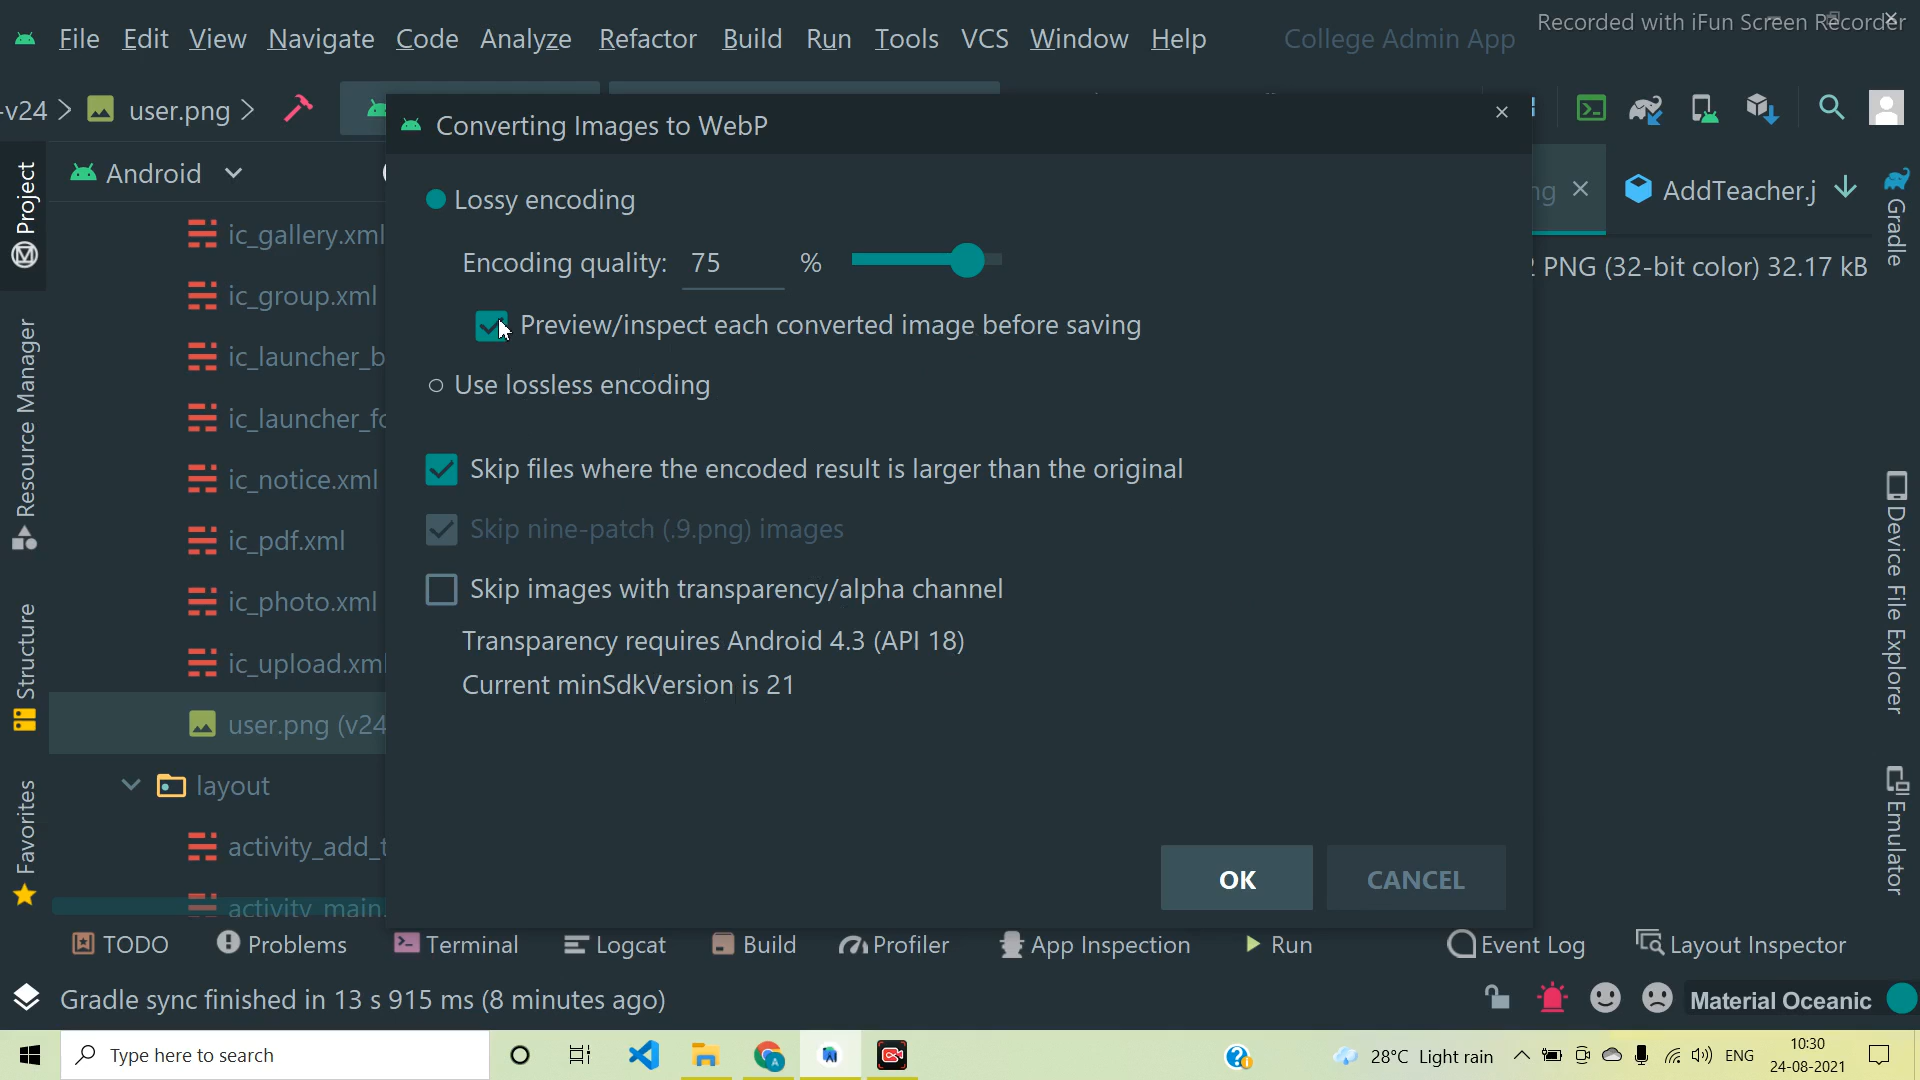 Recorded with iFun Screen Recorder
File Edit View Navigate Code Analyze Refactor Build Run Tools VCS Window Help College Admin App
-v24 user.png
Converting Images to WebP
Project
Android
AddTeacher.j
Gradle
Lossy encoding
ic_gallery.xml
Encoding quality: 75 %
PNG (32-bit color) 32.17 kB
ic_group.xml
Preview/inspect each converted image before saving
Resource Manager
ic_launcher_b
Use lossless encoding
ic_launcher_fo
ic_notice.xml
Skip files where the encoded result is larger than the original
ic_pdf.xml
Skip nine-patch (.9.png) images
Device File Explorer
ic_photo.xml
Skip images with transparency/alpha channel
Structure
ic_upload.xml
Transparency requires Android 4.3 (API 18)
Current minSdkVersion is 21
user.png (v24
layout
Favorites
activity_add_t
Emulator
OK CANCEL
activity_main.
TODO Problems Terminal Logcat Build Profiler App Inspection Run Event Log Layout Inspector
Gradle sync finished in 13 s 915 ms (8 minutes ago)
Material Oceanic
Type here to search
28°C Light rain
ENG
10:30
24-08-2021